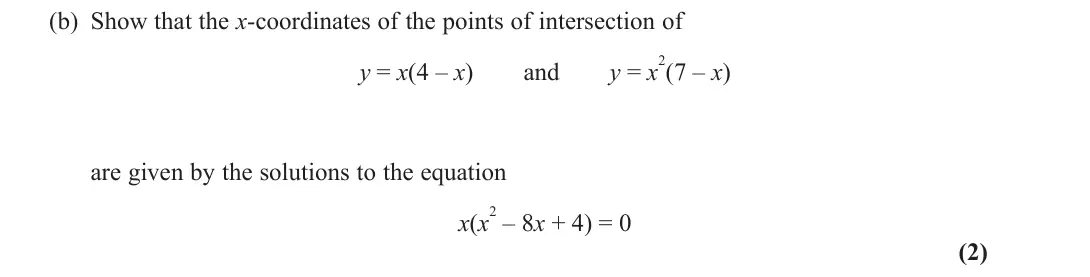 (b) Show that the x-coordinates of the points of intersection of
y = x(4 – x) and y = x²(7 – x)
are given by the solutions to the equation
x(x² – 8x + 4) = 0
(2)